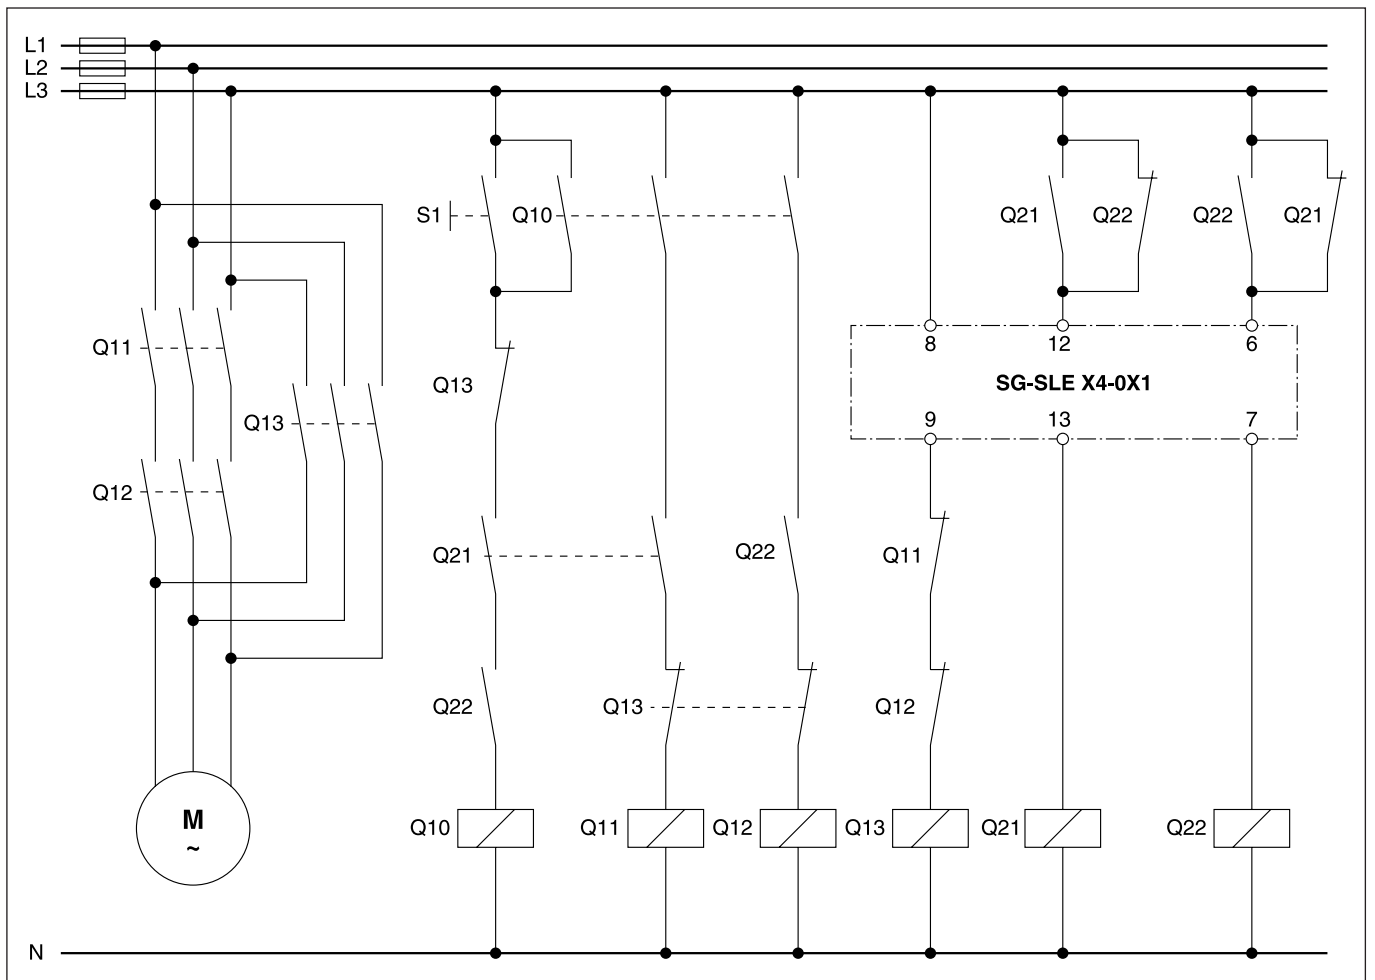 L1
L2
L3
S1 Q10 Q21 Q22 Q22 Q21
Q11 8 12 6
Q13 SG-SLE X4-0X1
Q13 9 13 7
Q12
Q21 Q22 Q11
Q22 Q13 Q12
M
~
Q10 Q11 Q12 Q13 Q21 Q22
N